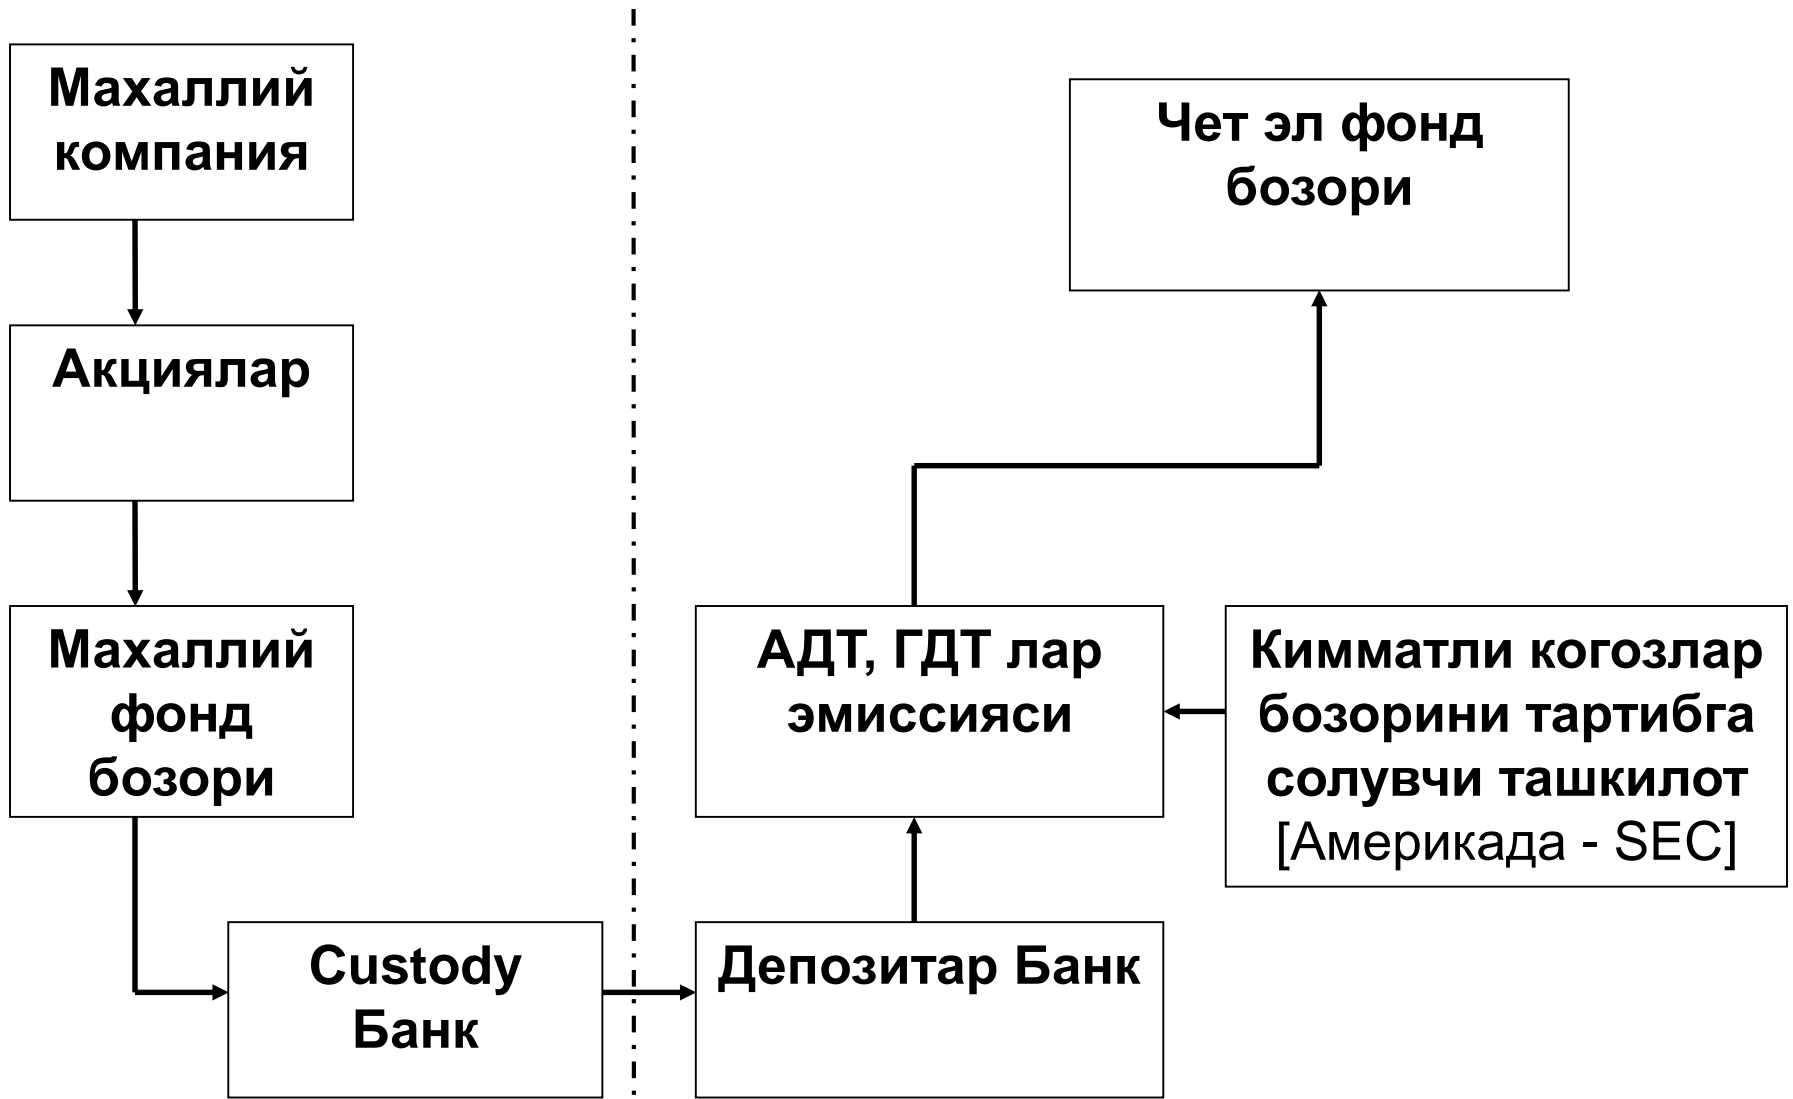 Махаллий
компания
Акциялар
Махаллий
фонд
бозори
Custody
Банк
Чет эл фонд
бозори
АДТ, ГДТ лар
эмиссияси
Кимматли когозлар
бозорини тартибга
солувчи ташкилот
[Америкада - SEC]
Депозитар Банк